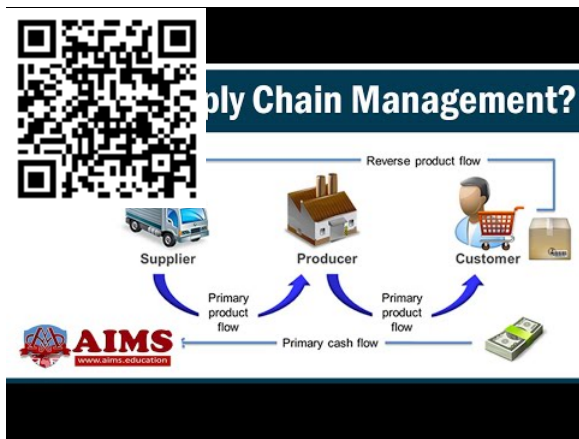 ply Chain Management?
Reverse product flow
Supplier
Producer
Customer
Primary
product
flow
Primary
product
flow
AIMS
www.aims.education
Primary cash flow